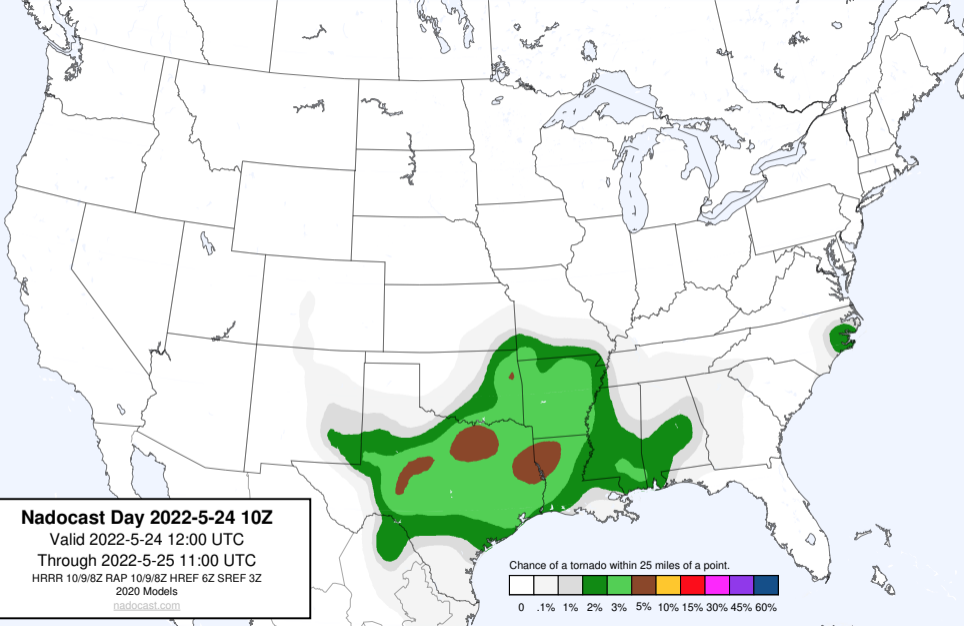 Nadocast Day 2022-5-24 10Z
Valid 2022-5-24 12:00 UTC
Through 2022-5-25 11:00 UTC
HRRR 10/9/8Z RAP 10/9/8Z HREF 6Z SREF 3Z
2020 Models
nadocast.com
Chance of a tornado within 25 miles of a point.
0 .1% 1% 2% 3% 5% 10% 15% 30% 45% 60%